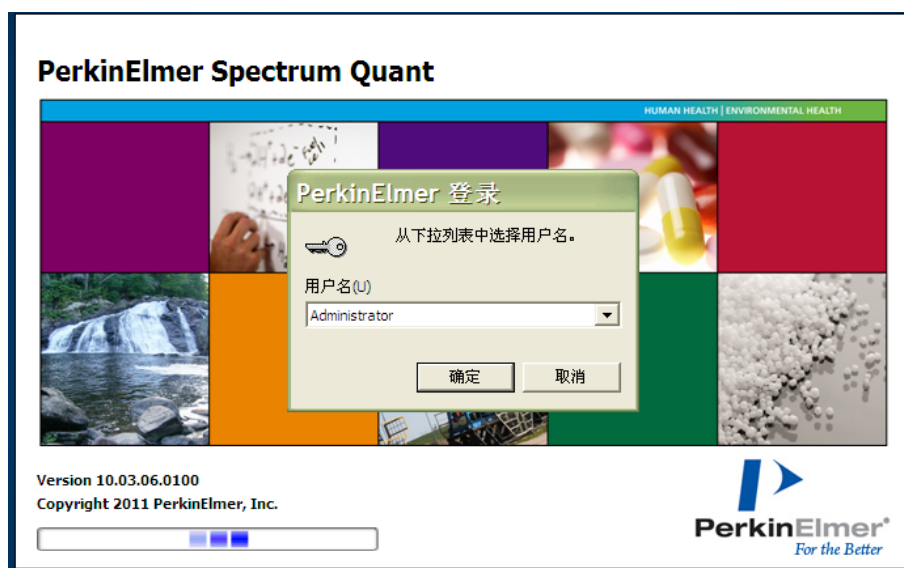 PerkinElmer Spectrum Quant
HUMAN HEALTH | ENVIRONMENTAL HEALTH
PerkinElmer 登录
从下拉列表中选择用户名。
用户名(U)
Administrator
确定
取消
Version 10.03.06.0100
Copyright 2011 PerkinElmer, Inc.
PerkinElmer®
For the Better